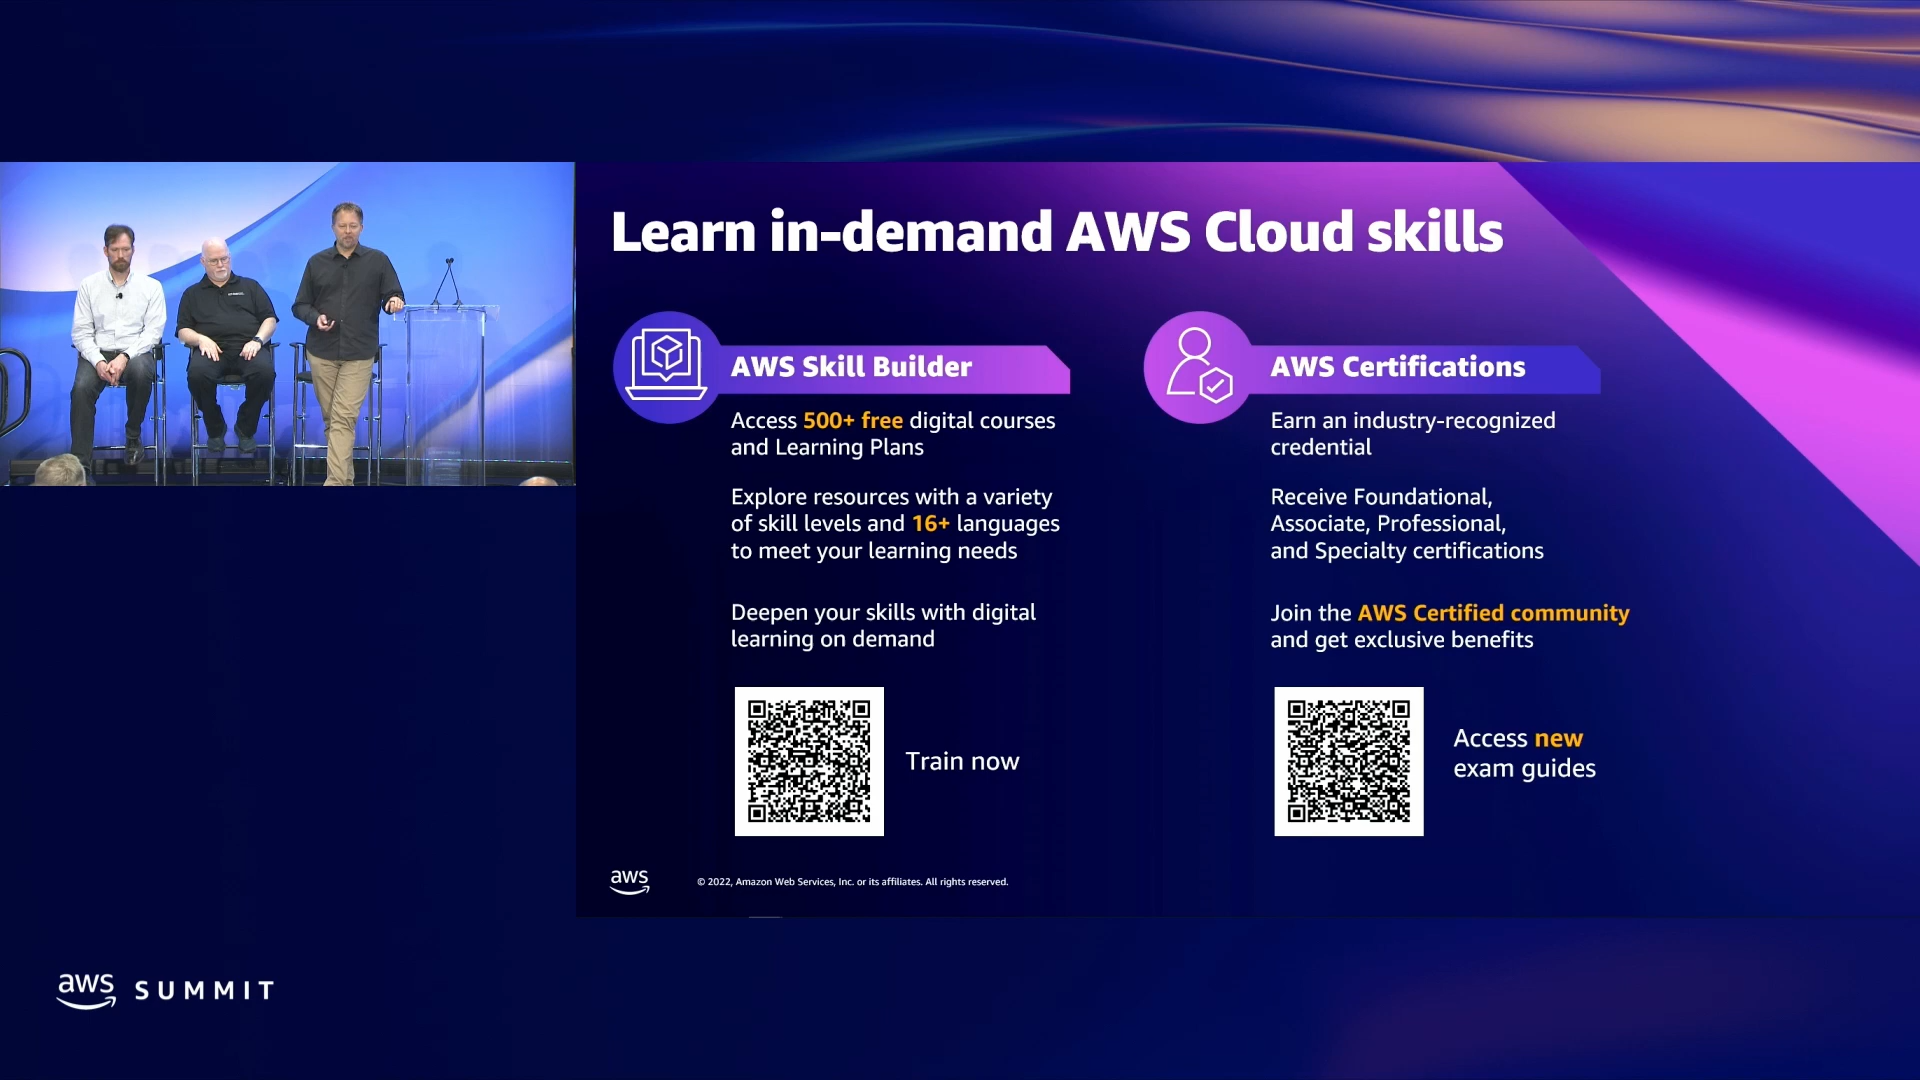 Learn in-demand AWS Cloud skills
AWS Skill Builder
Access 500+ free digital courses
and Learning Plans
Explore resources with a variety
of skill levels and 16+ languages
to meet your learning needs
Deepen your skills with digital
learning on demand
Train now
AWS Certifications
Earn an industry-recognized
credential
Receive Foundational,
Associate, Professional,
and Specialty certifications
Join the AWS Certified community
and get exclusive benefits
Access new
exam guides
aws
© 2022, Amazon Web Services, Inc. or its affiliates. All rights reserved.
aws SUMMIT